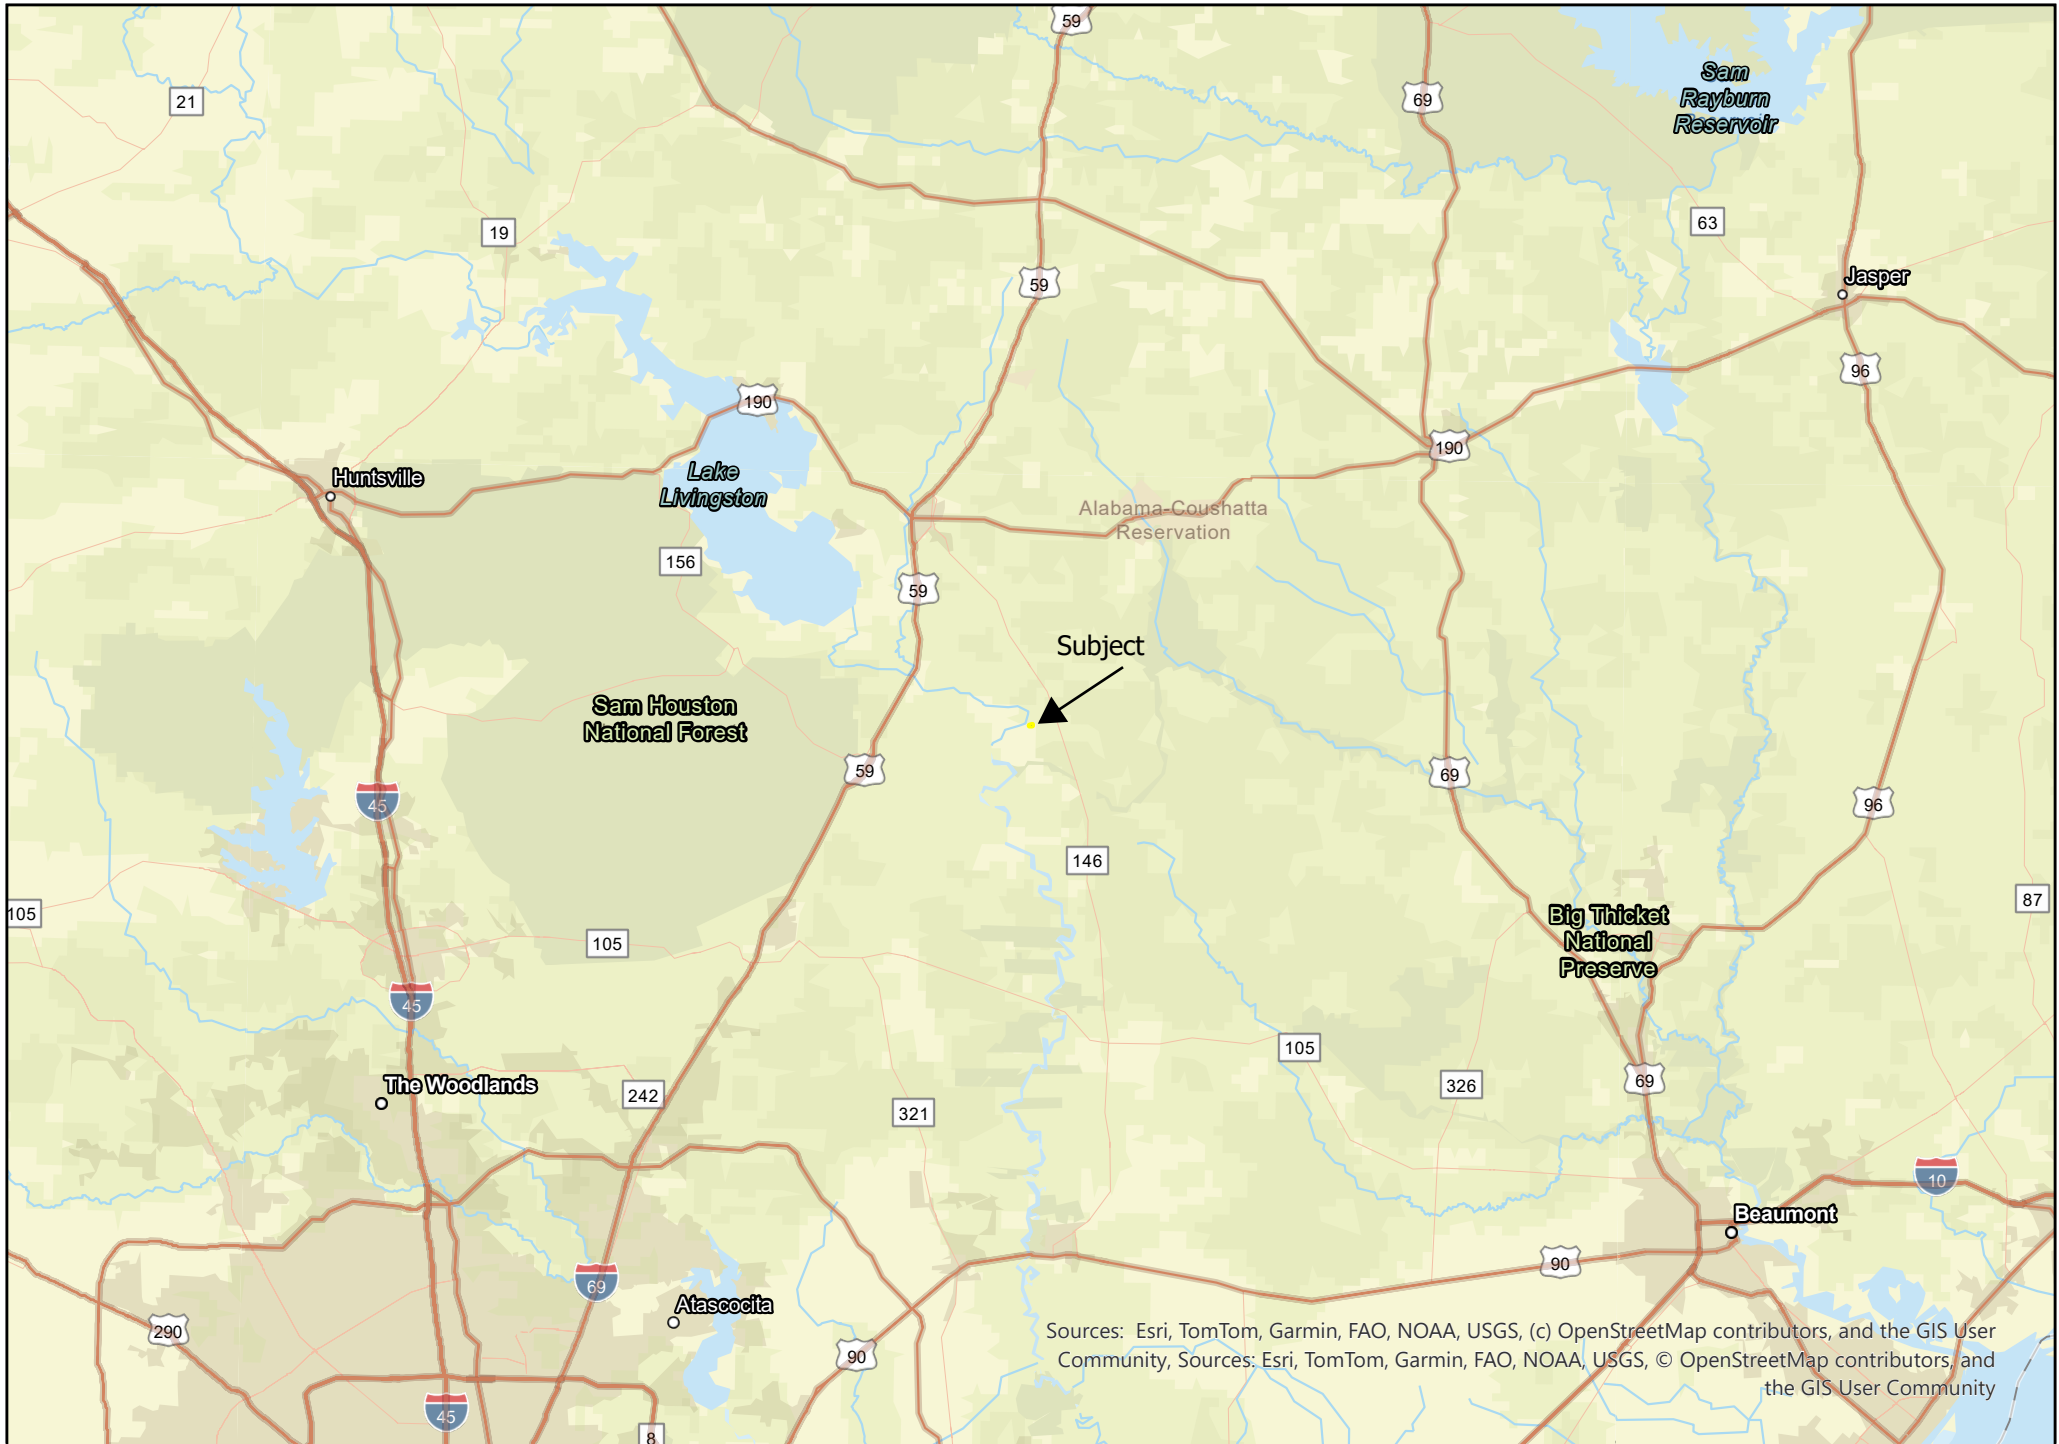 59
Sam
Rayburn
Reservoir
21
69
63
19
Jasper
59
96
190
190
Huntsville
Lake
Livingston
Alabama-Coushatta
Reservation
156
59
Subject
Sam Houston
National Forest
59
69
45
96
146
87
105
Big Thicket
National
Preserve
105
45
105
69
326
The Woodlands
242
321
10
Beaumont
90
69
Atascocita
290
90
Sources: Esri, TomTom, Garmin, FAO, NOAA, USGS, (c) OpenStreetMap contributors, and the GIS User
Community, Sources: Esri, TomTom, Garmin, FAO, NOAA, USGS, © OpenStreetMap contributors, and
the GIS User Community
45
8